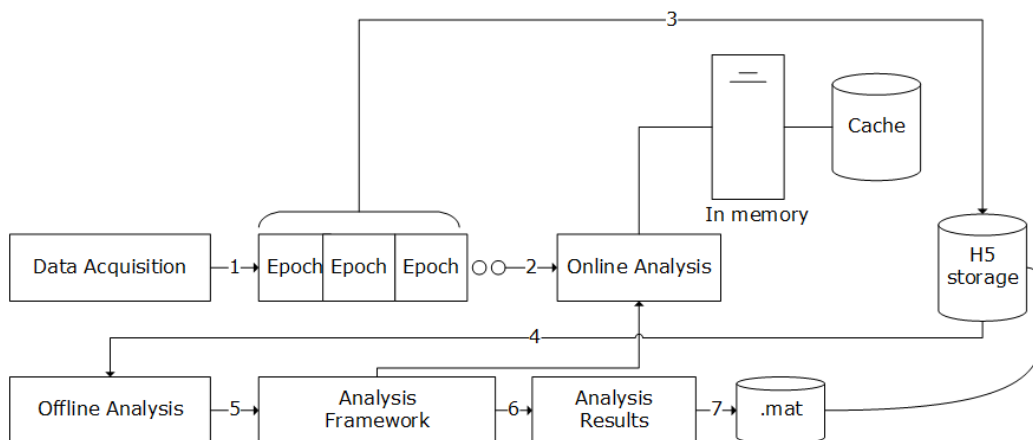 3
Cache
In memory
Data Acquisition
1
Epoch
Epoch
Epoch
2
Online Analysis
H5
storage
4
Offline Analysis
5
Analysis
Framework
6
Analysis
Results
7
.mat